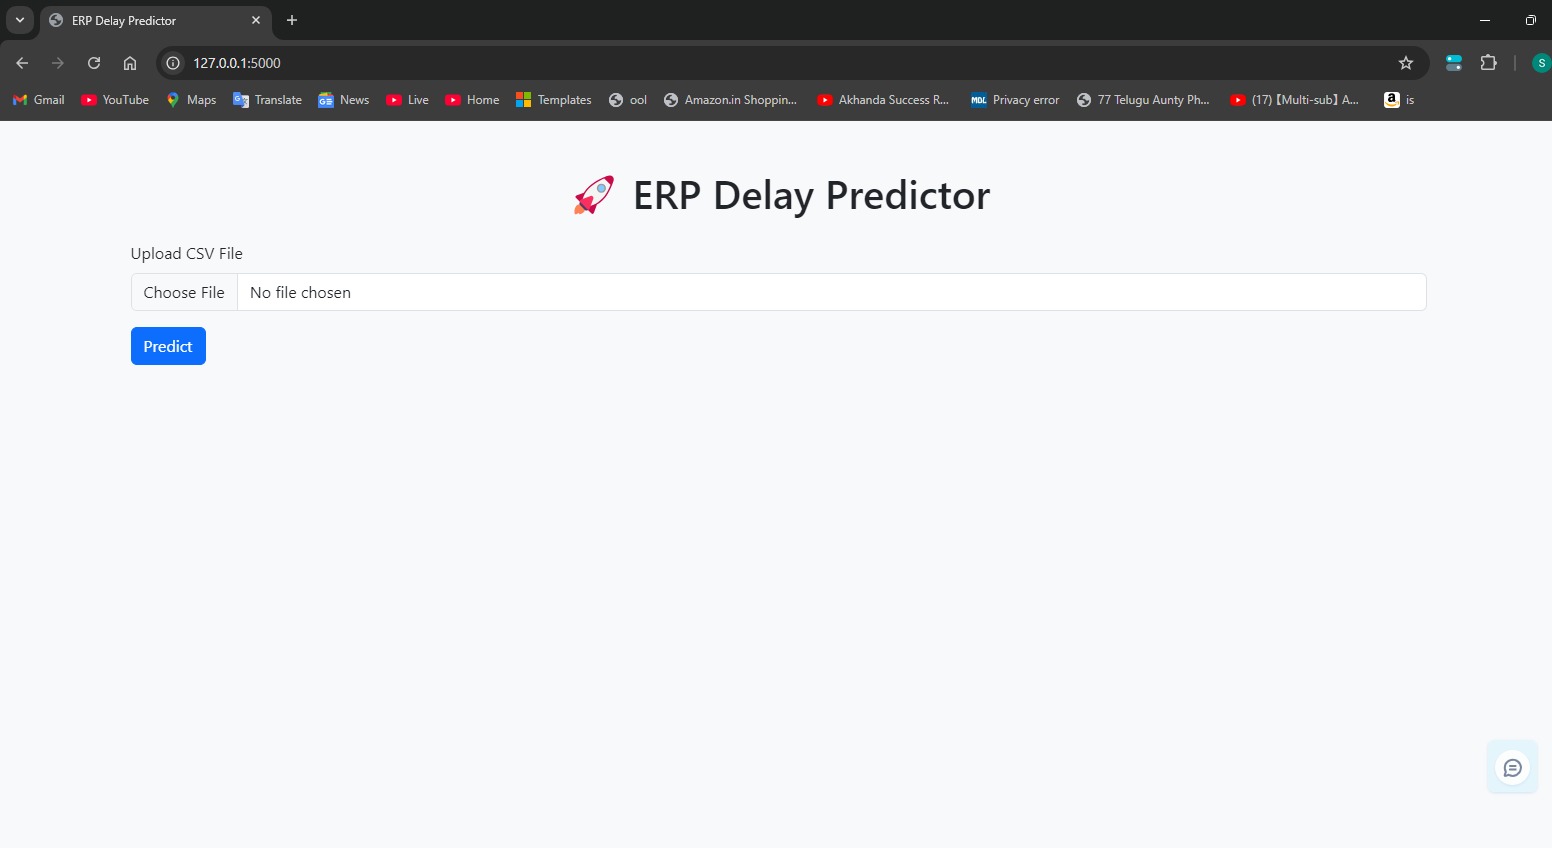 ERP Delay Predictor
127.0.0.1:5000
Gmail YouTube Maps Translate News Live Home Templates ool Amazon.in Shoppin... Akhanda Success R... MDL Privacy error 77 Telugu Aunty Ph... (17)【Multi-sub】A... a is
S
ERP Delay Predictor
Upload CSV File
Choose File No file chosen
Predict